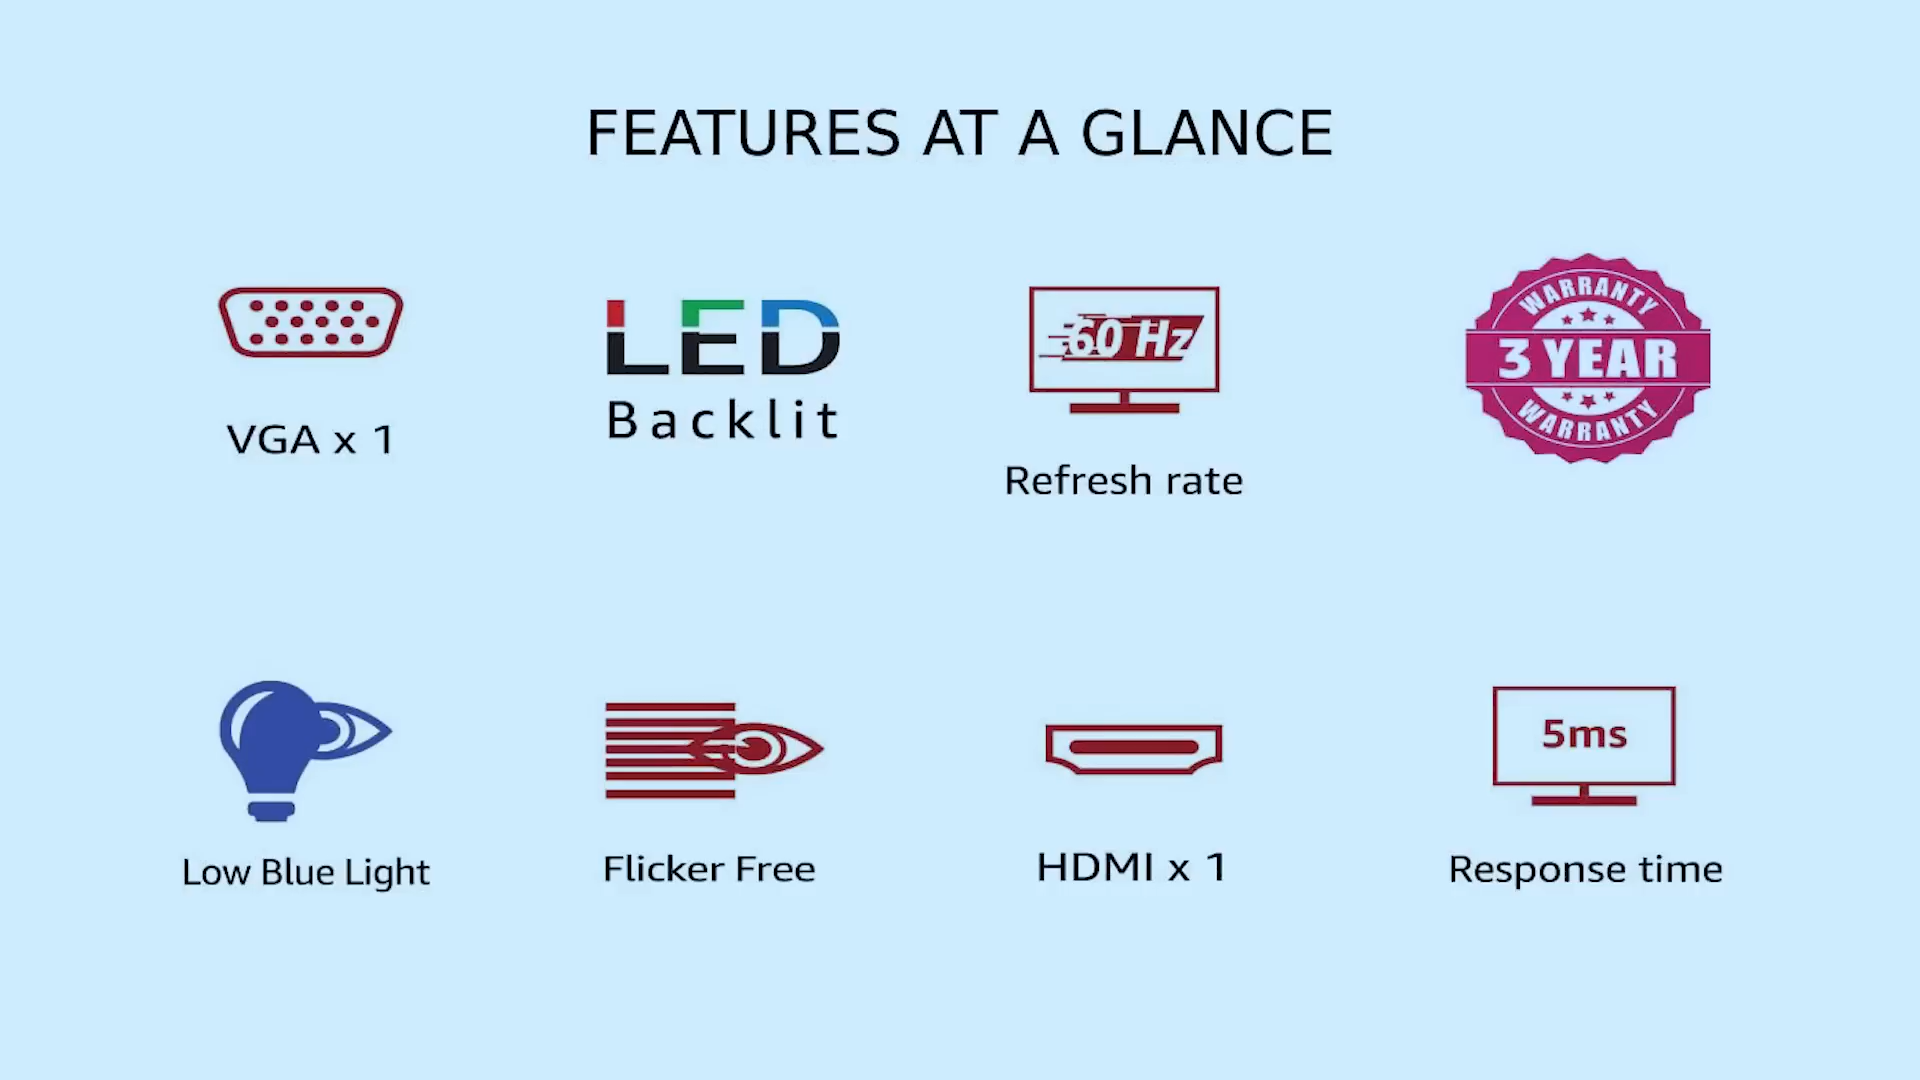 FEATURES AT A GLANCE
VGA x 1
LED
Backlit
60 Hz
Refresh rate
WARRANTY
3 YEAR
WARRANTY
Low Blue Light
Flicker Free
HDMI x 1
5ms
Response time